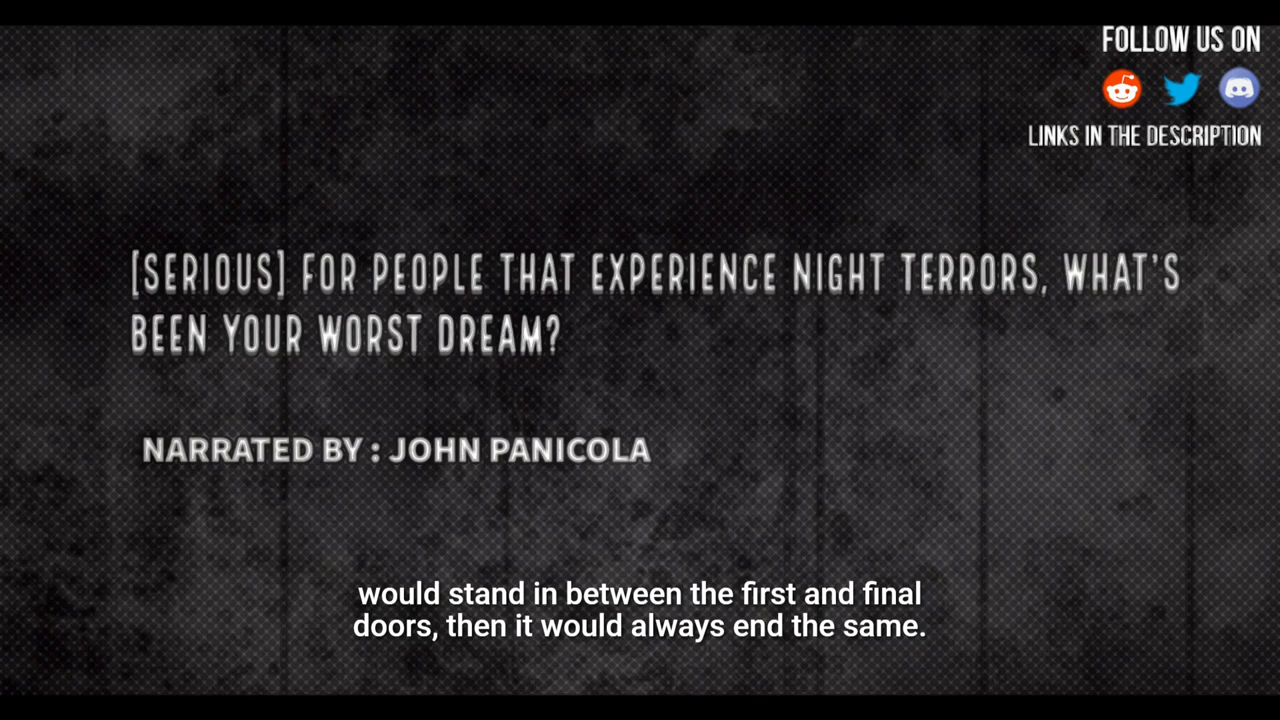 FOLLOW US ON
LINKS IN THE DESCRIPTION
[SERIOUS] FOR PEOPLE THAT EXPERIENCE NIGHT TERRORS, WHAT'S
BEEN YOUR WORST DREAM?
NARRATED BY : JOHN PANICOLA
would stand in between the first and final
doors, then it would always end the same.